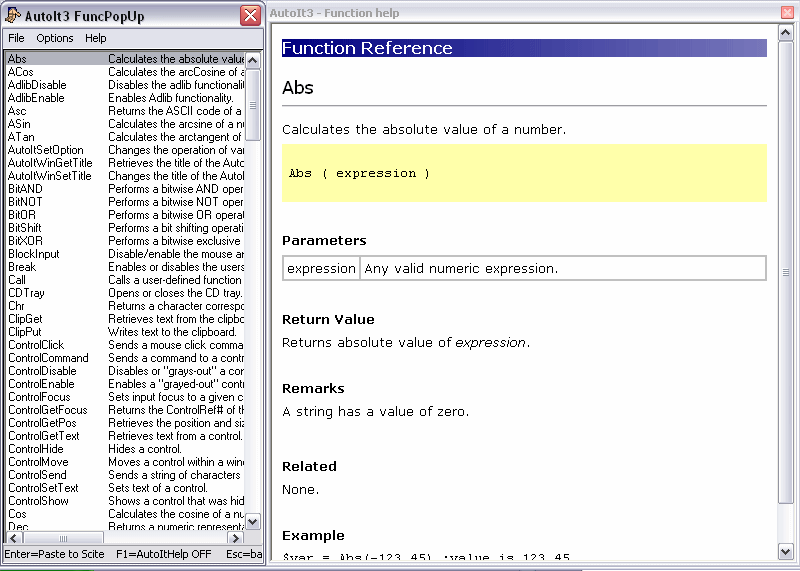 AutoIt3 FuncPopUp
File Options Help
Abs Calculates the absolute value
ACos Calculates the arcCosine of a
AdlibDisable Disables the adlib functionali
AdlibEnable Enables Adlib functionality.
Asc Returns the ASCII code of a
ASin Calculates the arcsine of a nu
ATan Calculates the arctangent of
AutoItSetOption Changes the operation of var
AutoItWinGetTitle Retrieves the title of the Auto
AutoItWinSetTitle Changes the title of the AutoI
BitAND Performs a bitwise AND oper
BitNOT Performs a bitwise NOT oper
BitOR Performs a bitwise OR operat
BitShift Performs a bit shifting operati
BitXOR Performs a bitwise exclusive
BlockInput Disable/enable the mouse an
Break Enables or disables the users
Call Calls a user-defined function
CDTray Opens or closes the CD tray.
Chr Returns a character correspo
ClipGet Retrieves text from the clipbo
ClipPut Writes text to the clipboard.
ControlClick Sends a mouse click comma
ControlCommand Sends a command to a contr
ControlDisable Disables or "grays-out" a con
ControlEnable Enables a "grayed-out" contr
ControlFocus Sets input focus to a given c
ControlGetFocus Returns the ControlRef# of th
ControlGetPos Retrieves the position and siz
ControlGetText Retrieves text from a control.
ControlHide Hides a control.
ControlMove Moves a control within a wind
ControlSend Sends a string of characters
ControlSetText Sets text of a control.
ControlShow Shows a control that was hid
Cos Calculates the cosine of a nu
Dec Returns a numeric representa
Enter=Paste to Scite F1=AutoItHelp OFF Esc=ba
AutoIt3 - Function help
Function Reference
Abs
Calculates the absolute value of a number.
Abs ( expression )
Parameters
expression Any valid numeric expression.
Return Value
Returns absolute value of expression.
Remarks
A string has a value of zero.
Related
None.
Example
$var = Abs(-123.45) ;value is 123.45